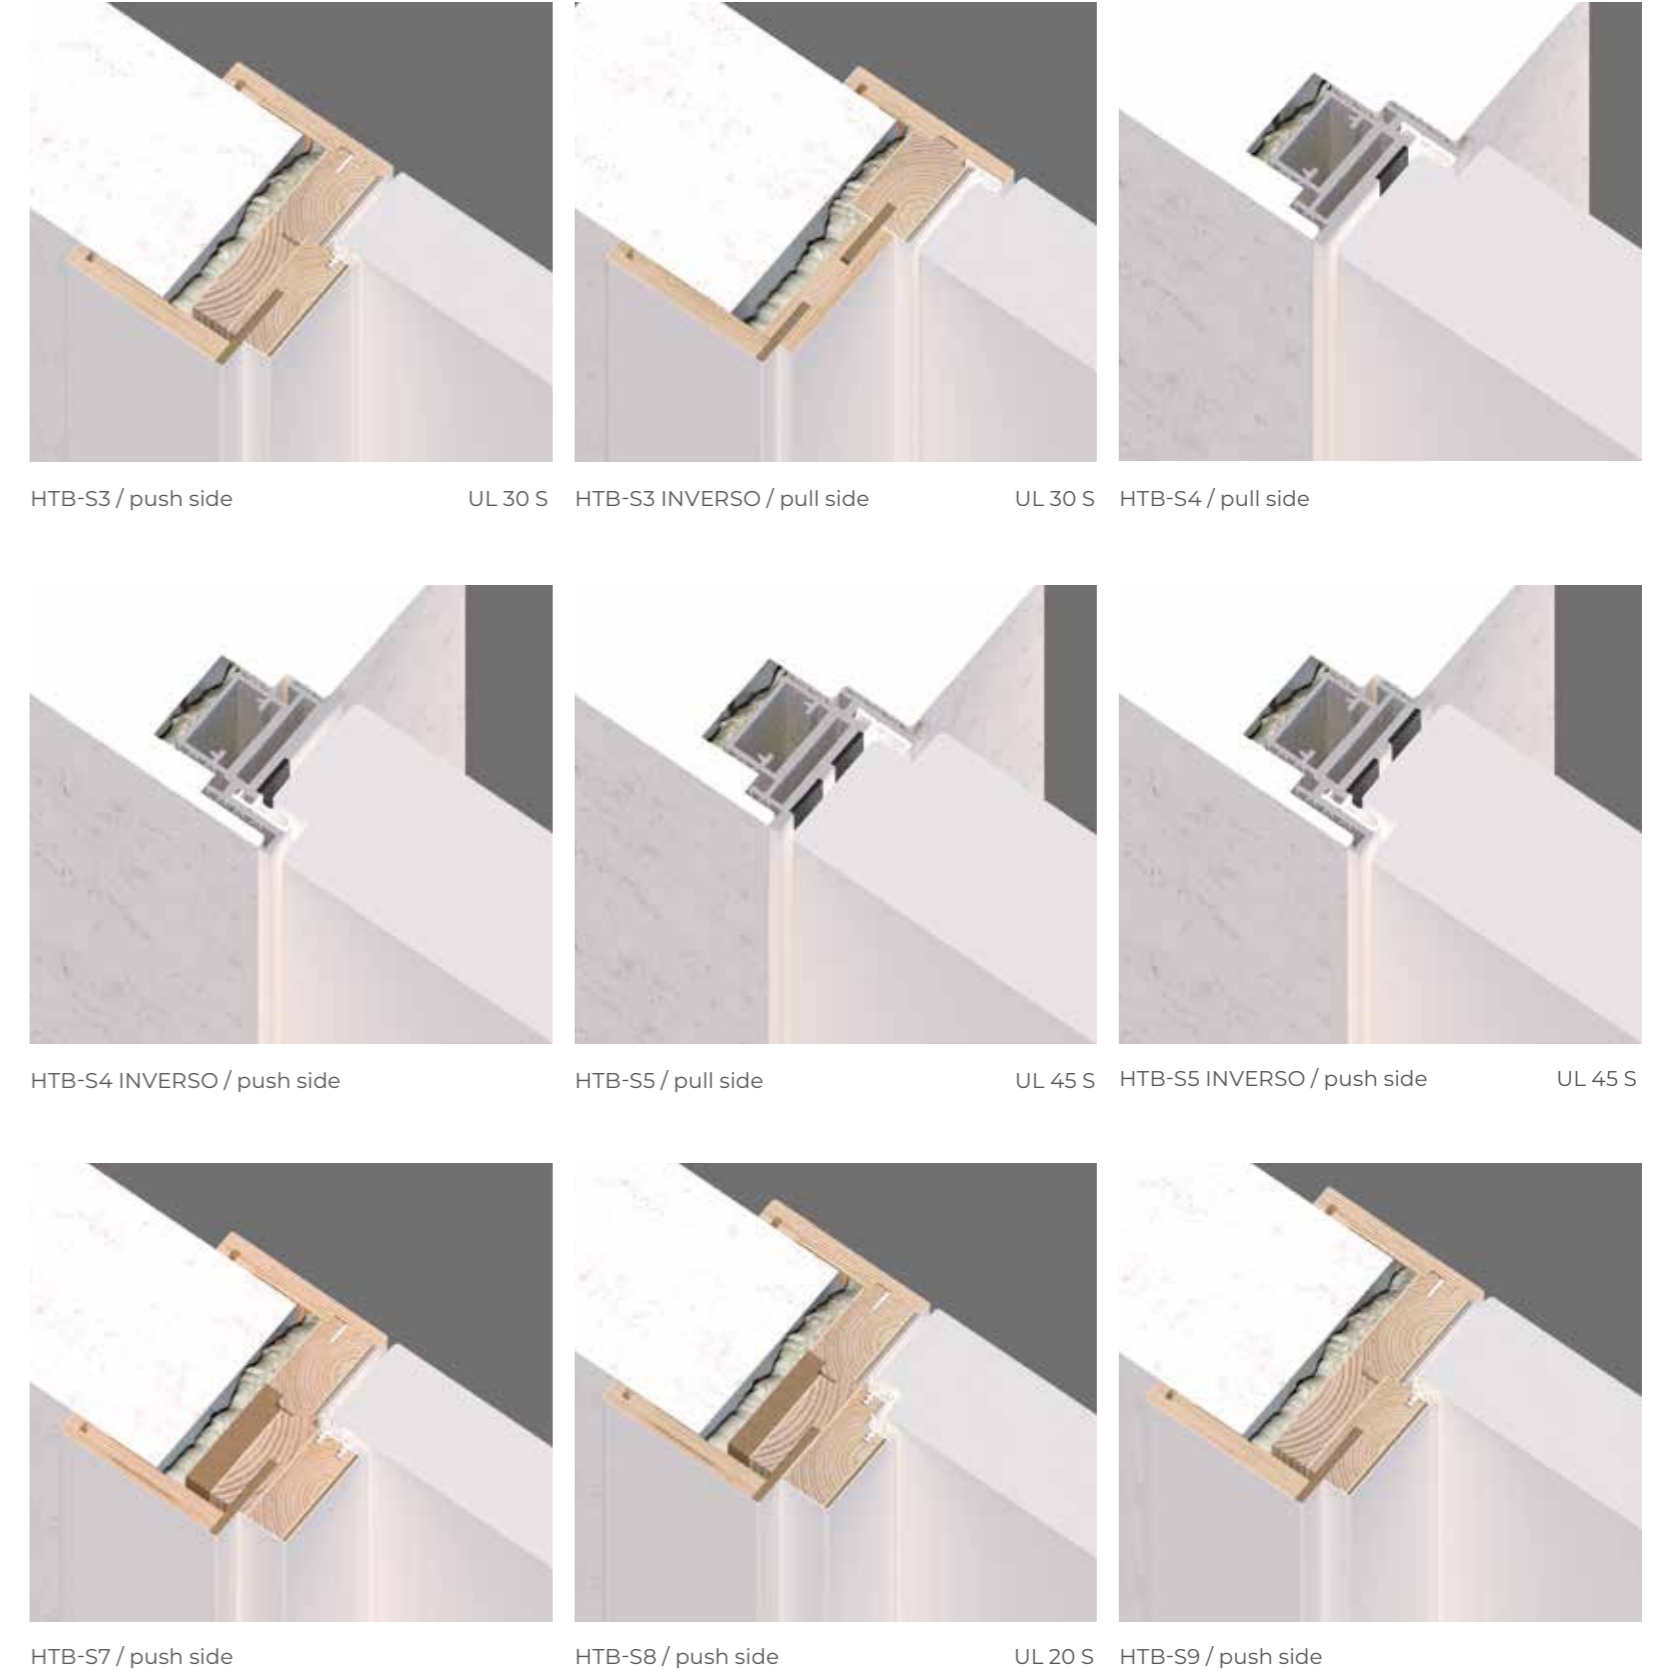 HTB-S3 / push side UL 30 S
HTB-S3 INVERSO / pull side UL 30 S
HTB-S4 / pull side
HTB-S4 INVERSO / push side
HTB-S5 / pull side UL 45 S
HTB-S5 INVERSO / push side UL 45 S
HTB-S7 / push side
HTB-S8 / push side UL 20 S
HTB-S9 / push side